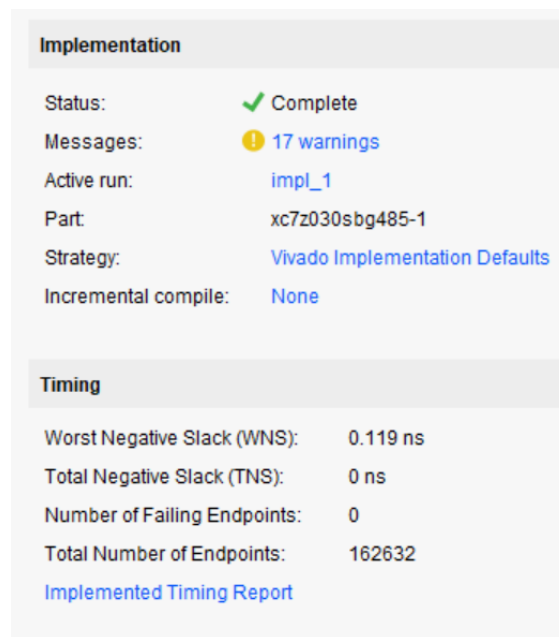 Implementation
Status: Complete
Messages: 17 warnings
Active run: impl_1
Part: xc7z030sbg485-1
Strategy: Vivado Implementation Defaults
Incremental compile: None
Timing
Worst Negative Slack (WNS): 0.119 ns
Total Negative Slack (TNS): 0 ns
Number of Failing Endpoints: 0
Total Number of Endpoints: 162632
Implemented Timing Report